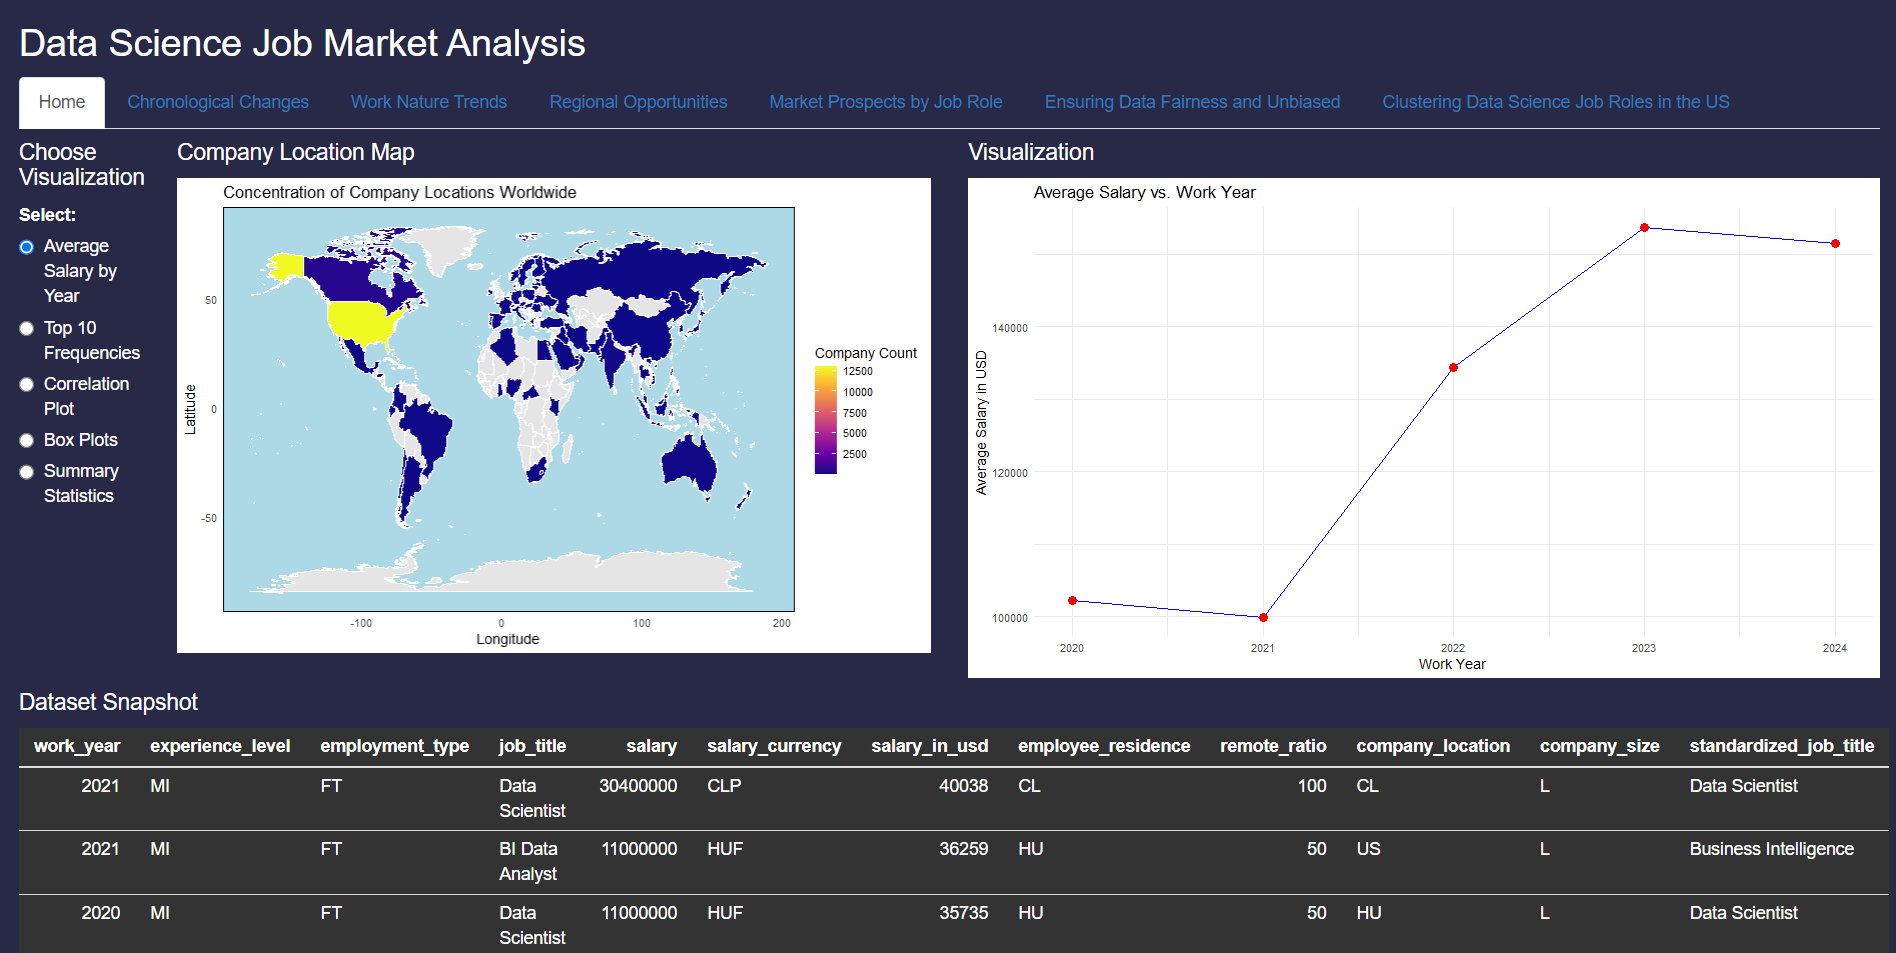 Data Science Job Market Analysis
Home
Chronological Changes
Work Nature Trends
Regional Opportunities
Market Prospects by Job Role
Ensuring Data Fairness and Unbiased
Clustering Data Science Job Roles in the US
Choose
Visualization
Select:
Average
Salary by
Year
Top 10
Frequencies
Correlation
Plot
Box Plots
Summary
Statistics
Company Location Map
Concentration of Company Locations Worldwide
Latitude
50
0
-50
-100
0
100
200
Longitude
Company Count
12500
10000
7500
5000
2500
Visualization
Average Salary vs. Work Year
Average Salary in USD
140000
120000
100000
2020
2021
2022
2023
2024
Work Year
Dataset Snapshot
work_year experience_level employment_type job_title salary salary_currency salary_in_usd employee_residence remote_ratio company_location company_size standardized_job_title
2021 MI FT Data 30400000 CLP 40038 CL 100 CL L Data Scientist
Scientist
2021 MI FT BI Data 11000000 HUF 36259 HU 50 US L Business Intelligence
Analyst
2020 MI FT Data 11000000 HUF 35735 HU 50 HU L Data Scientist
Scientist